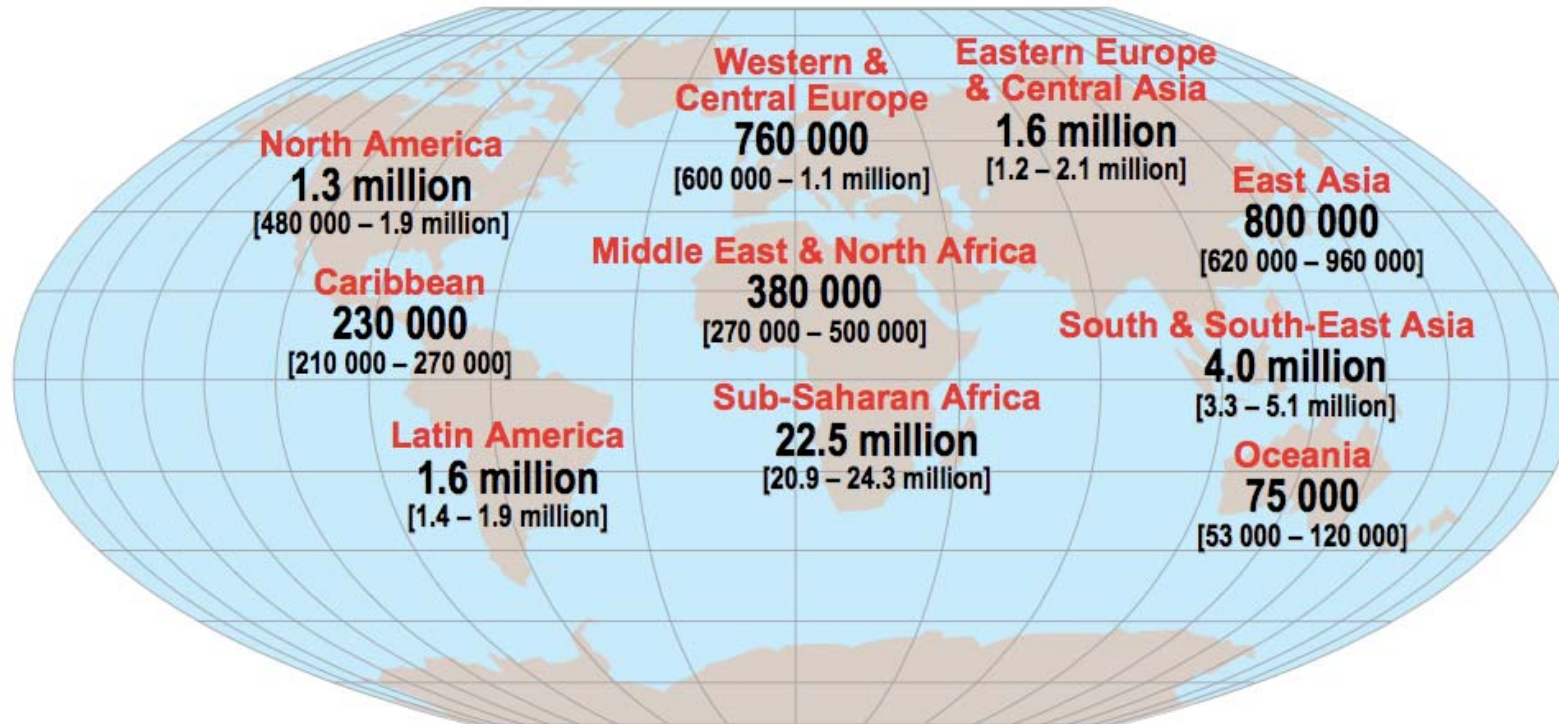 North America
1.3 million
[480 000 – 1.9 million]
Caribbean
230 000
[210 000 – 270 000]
Latin America
1.6 million
[1.4 – 1.9 million]
Western &
Central Europe
760 000
[600 000 – 1.1 million]
Middle East & North Africa
380 000
[270 000 – 500 000]
Sub-Saharan Africa
22.5 million
[20.9 – 24.3 million]
Eastern Europe
& Central Asia
1.6 million
[1.2 – 2.1 million]
East Asia
800 000
[620 000 – 960 000]
South & South-East Asia
4.0 million
[3.3 – 5.1 million]
Oceania
75 000
[53 000 – 120 000]